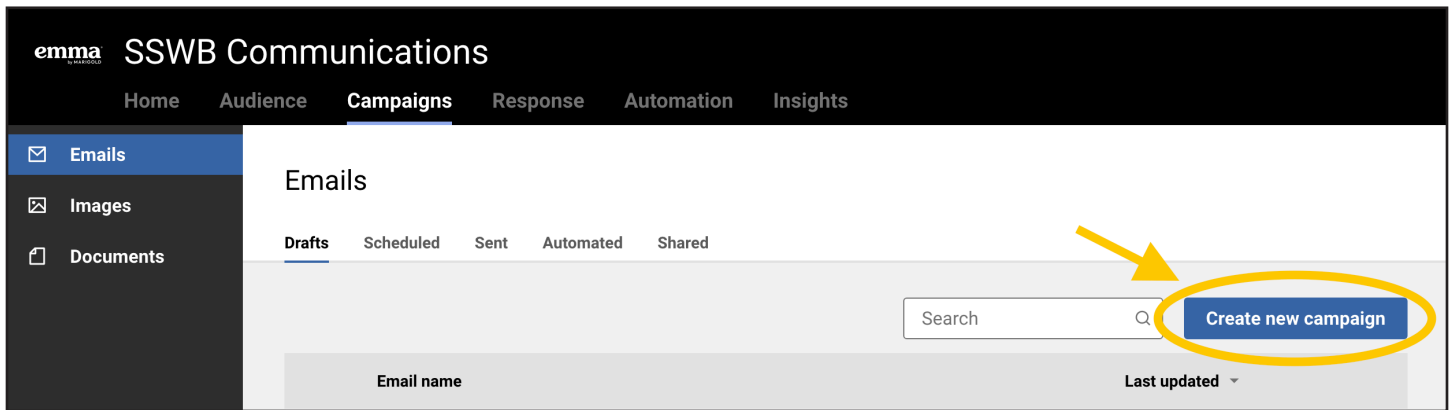 emma SSWB Communications
by MARIGOLD
Home Audience Campaigns Response Automation Insights
Emails
Images
Documents
Emails
Drafts Scheduled Sent Automated Shared
Search Create new campaign
Email name Last updated